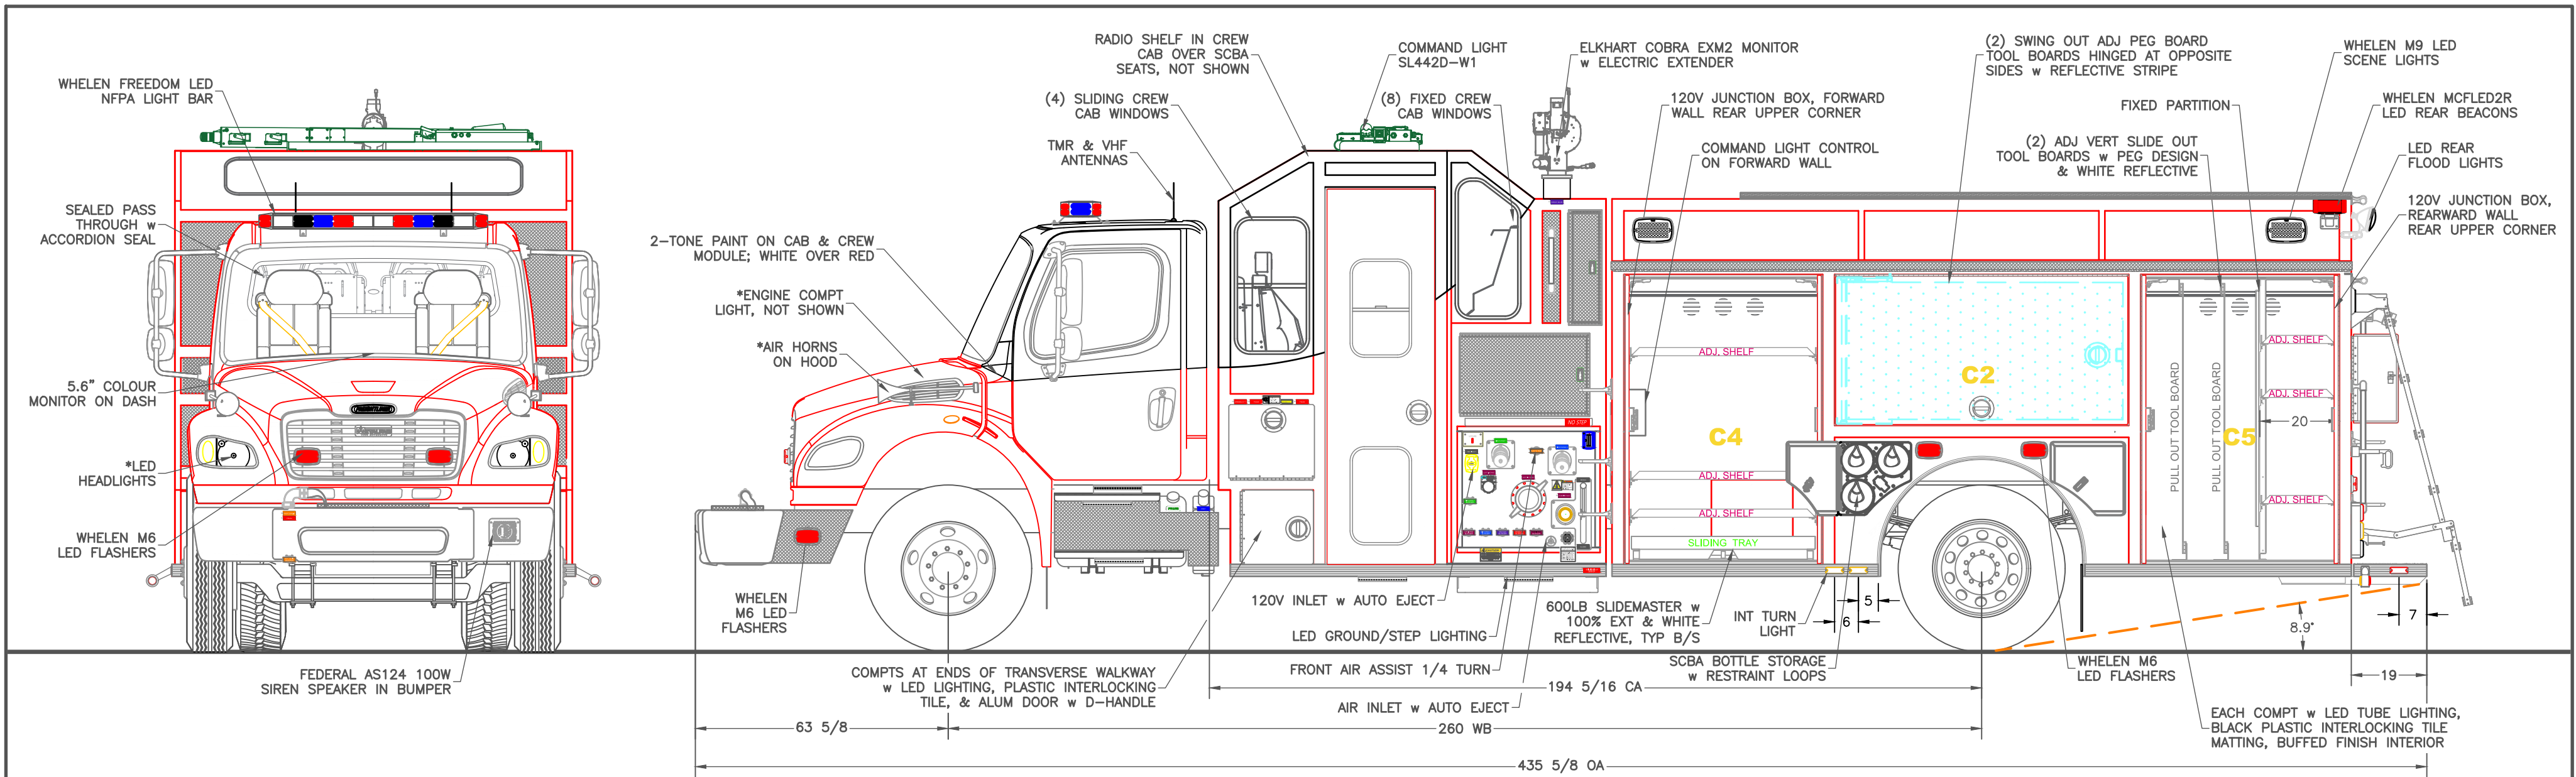 WHELEN FREEDOM LED
NFPA LIGHT BAR
SEALED PASS
THROUGH w
ACCORDION SEAL
5.6" COLOUR
MONITOR ON DASH
*LED
HEADLIGHTS
WHELEN M6
LED FLASHERS
FEDERAL AS124 100W
SIREN SPEAKER IN BUMPER
RADIO SHELF IN CREW
CAB OVER SCBA
SEATS, NOT SHOWN
(4) SLIDING CREW
CAB WINDOWS
TMR & VHF
ANTENNAS
2-TONE PAINT ON CAB & CREW
MODULE; WHITE OVER RED
*ENGINE COMPT
LIGHT, NOT SHOWN
*AIR HORNS
ON HOOD
WHELEN
M6 LED
FLASHERS
COMMAND LIGHT
SL442D-W1
(8) FIXED CREW
CAB WINDOWS
ELKHART COBRA EXM2 MONITOR
w ELECTRIC EXTENDER
120V JUNCTION BOX, FORWARD
WALL REAR UPPER CORNER
COMMAND LIGHT CONTROL
ON FORWARD WALL
(2) SWING OUT ADJ PEG BOARD
TOOL BOARDS HINGED AT OPPOSITE
SIDES w REFLECTIVE STRIPE
FIXED PARTITION
(2) ADJ VERT SLIDE OUT
TOOL BOARDS w PEG DESIGN
& WHITE REFLECTIVE
WHELEN M9 LED
SCENE LIGHTS
WHELEN MCFLED2R
LED REAR BEACONS
LED REAR
FLOOD LIGHTS
120V JUNCTION BOX,
REARWARD WALL
REAR UPPER CORNER
NO STEP
ADJ. SHELF
C4
ADJ. SHELF
ADJ. SHELF
SLIDING TRAY
C2
PULL OUT TOOL BOARD
PULL OUT TOOL BOARD
C5
ADJ. SHELF
ADJ. SHELF
20
ADJ. SHELF
120V INLET w AUTO EJECT
LED GROUND/STEP LIGHTING
FRONT AIR ASSIST 1/4 TURN
AIR INLET w AUTO EJECT
COMPTS AT ENDS OF TRANSVERSE WALKWAY
w LED LIGHTING, PLASTIC INTERLOCKING
TILE, & ALUM DOOR w D-HANDLE
600LB SLIDEMASTER w
100% EXT & WHITE
REFLECTIVE, TYP B/S
INT TURN
LIGHT
SCBA BOTTLE STORAGE
w RESTRAINT LOOPS
5
6
WHELEN M6
LED FLASHERS
8.9°
7
19
EACH COMPT w LED TUBE LIGHTING,
BLACK PLASTIC INTERLOCKING TILE
MATTING, BUFFED FINISH INTERIOR
194 5/16 CA
63 5/8
260 WB
435 5/8 OA